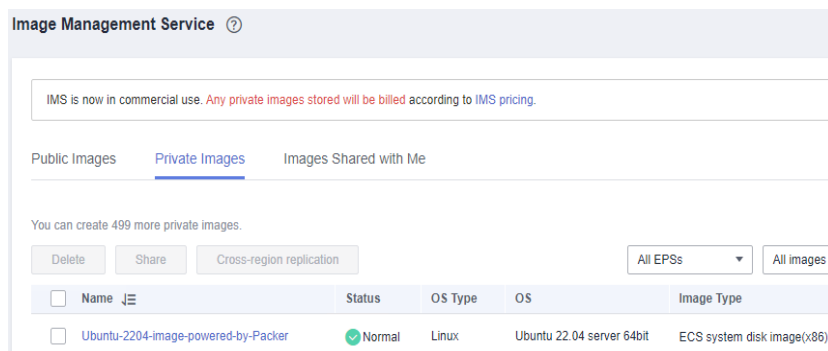 Image Management Service ?
IMS is now in commercial use. Any private images stored will be billed according to IMS pricing.
Public Images Private Images Images Shared with Me
You can create 499 more private images.
Delete Share Cross-region replication All EPSs All images
Name Status OS Type OS Image Type
Ubuntu-2204-image-powered-by-Packer Normal Linux Ubuntu 22.04 server 64bit ECS system disk image(x86)